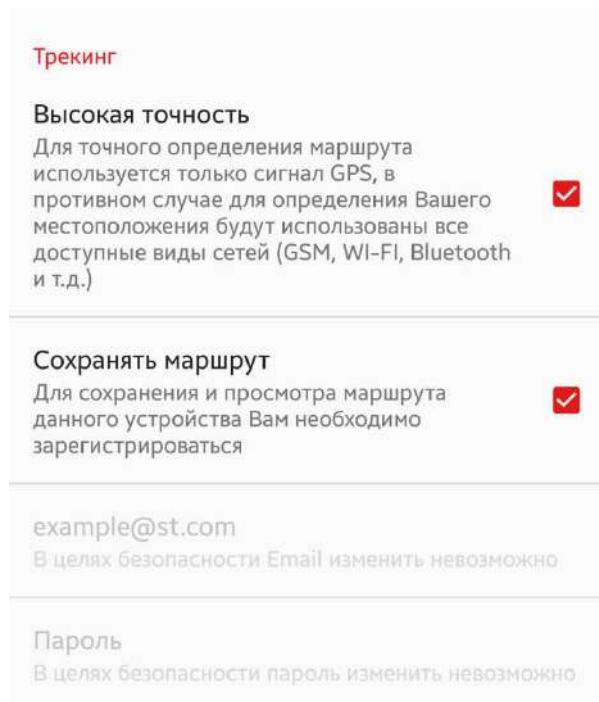 Трекинг
Высокая точность
Для точного определения маршрута
используется только сигнал GPS, в
противном случае для определения Вашего
местоположения будут использованы все
доступные виды сетей (GSM, WI-FI, Bluetooth
и т.д.)
Сохранять маршрут
Для сохранения и просмотра маршрута
данного устройства Вам необходимо
зарегистрироваться
example@st.com
В целях безопасности Email изменить невозможно
Пароль
В целях безопасности пароль изменить невозможно